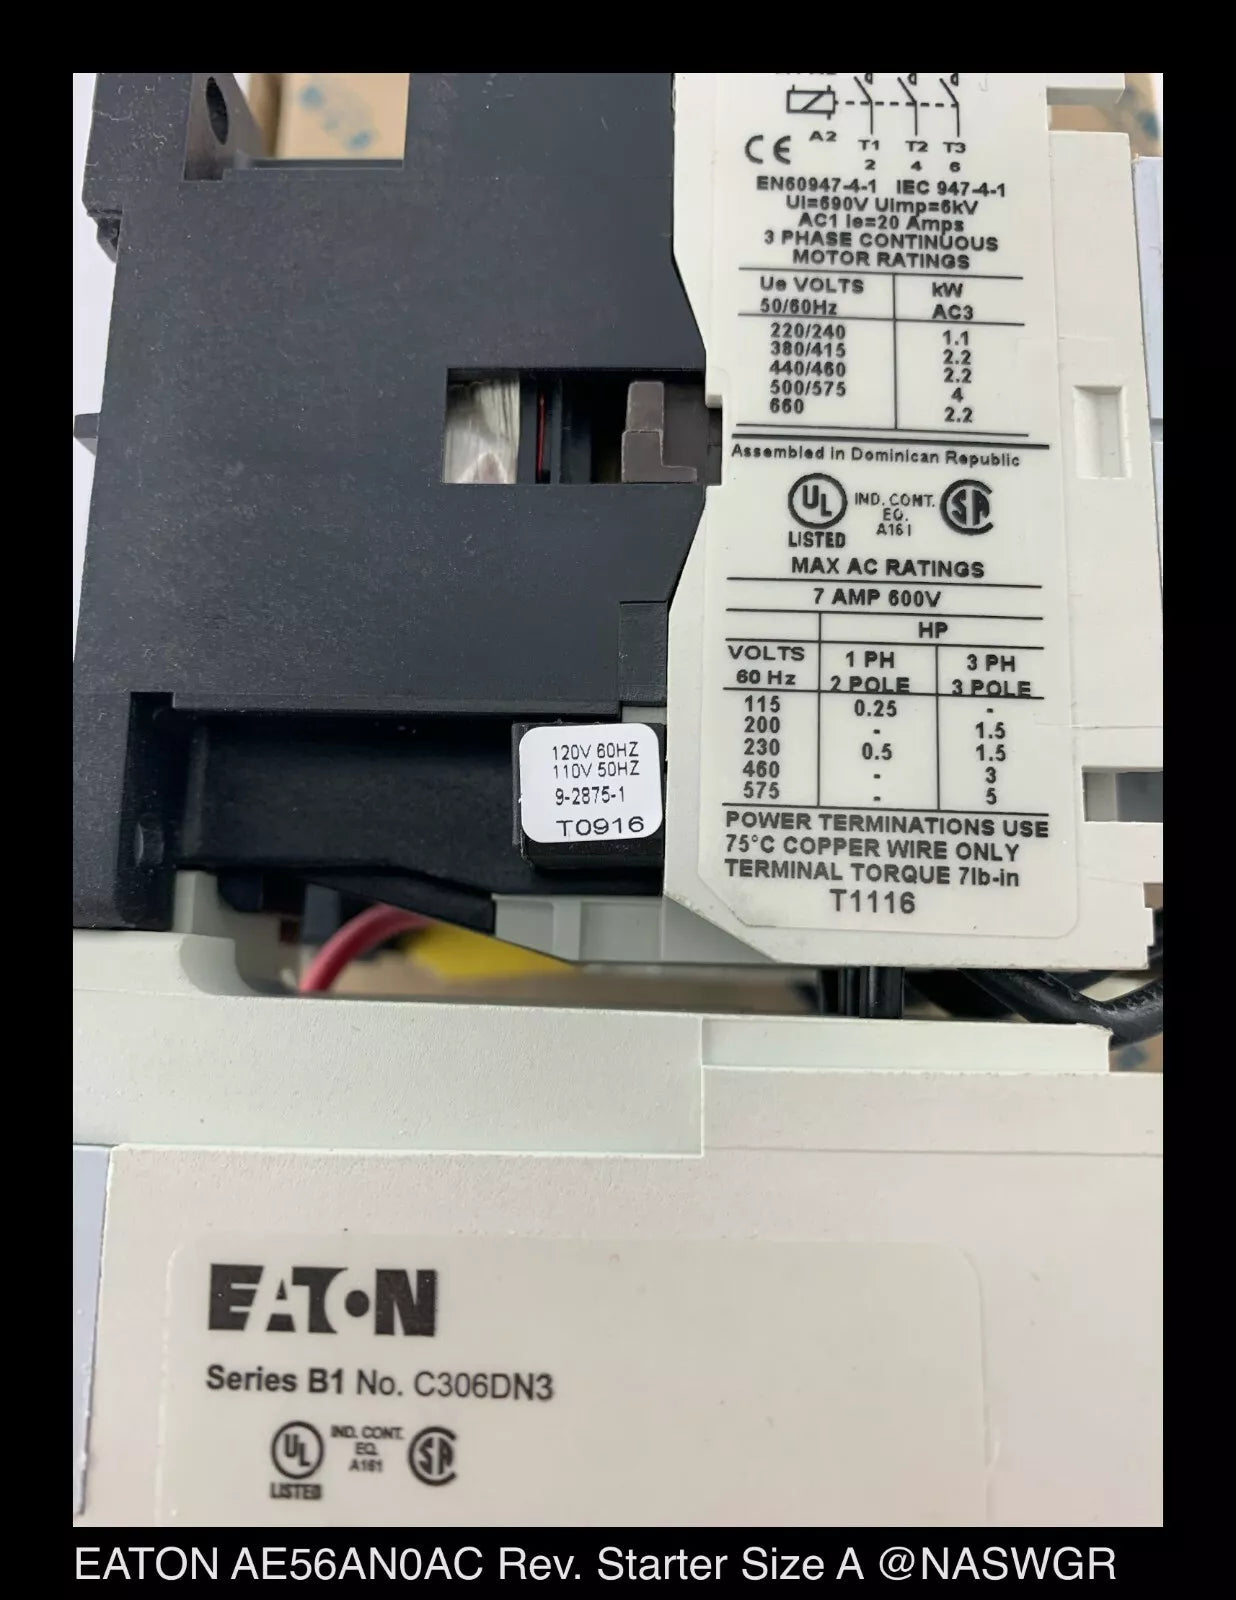 A2
T1 T2 T3
2 4 6
CE
EN60947-4-1 IEC 947-4-1
Ui=690V Uimp=6kV
AC1 Ie=20 Amps
3 PHASE CONTINUOUS
MOTOR RATINGS
Ue VOLTS kW
50/60Hz AC3
220/240 1.1
380/415 2.2
440/460 2.2
500/575 4
660 2.2
Assembled in Dominican Republic
UL LISTED
IND. CONT.
EQ.
A161
SA
MAX AC RATINGS
7 AMP 600V
HP
VOLTS 1 PH 3 PH
60 Hz 2 POLE 3 POLE
115 0.25 -
200 - 1.5
230 0.5 1.5
460 - 3
575 - 5
POWER TERMINATIONS USE
75°C COPPER WIRE ONLY
TERMINAL TORQUE 7lb-in
T1116
120V 60HZ
110V 50HZ
9-2875-1
T0916
EATON
Series B1 No. C306DN3
UL LISTED
IND. CONT.
EQ.
A161
SA
EATON AE56AN0AC Rev. Starter Size A @NASWGR